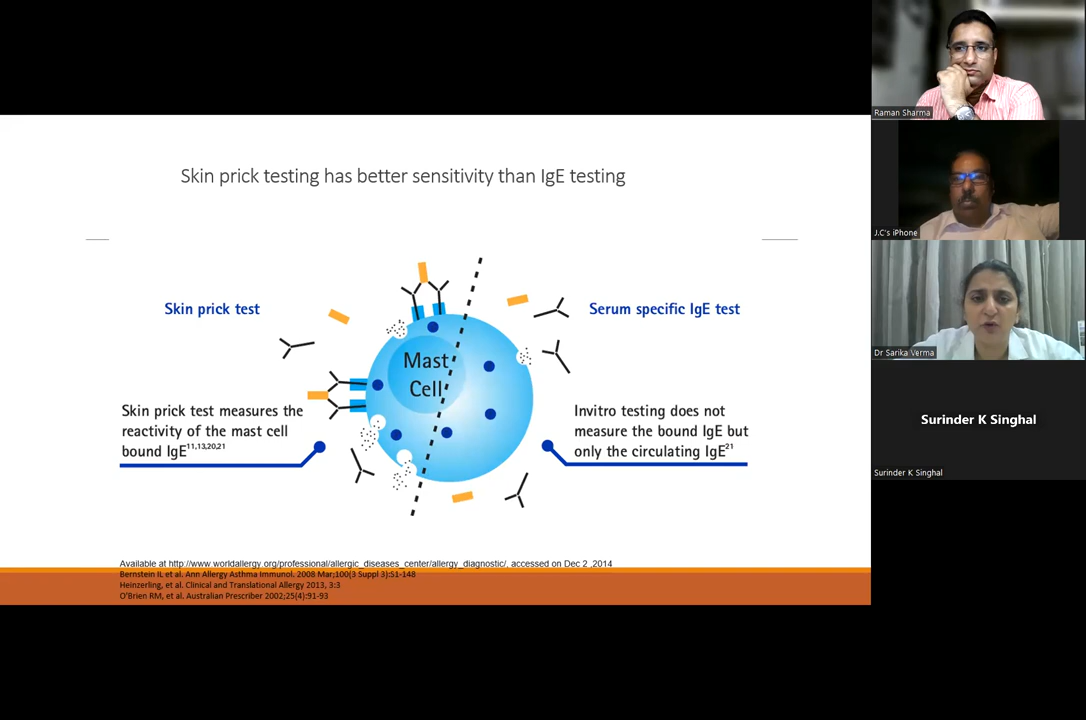 Skin prick testing has better sensitivity than IgE testing
Skin prick test
Serum specific IgE test
Mast
Cell
Skin prick test measures the
reactivity of the mast cell
bound IgE11,13,20,21
Invitro testing does not
measure the bound IgE but
only the circulating IgE21
Available at http://www.worldallergy.org/professional/allergic_diseases_center/allergy_diagnostic/, accessed on Dec 2 ,2014
Bernstein IL et al. Ann Allergy Asthma Immunol. 2008 Mar;100(3 Suppl 3):S1-148
Heinzerling, et al. Clinical and Translational Allergy 2013, 3:3
O'Brien RM, et al. Australian Prescriber 2002;25(4):91-93
Raman Sharma
J.C's iPhone
Dr Sarika Verma
Surinder K Singhal
Surinder K Singhal